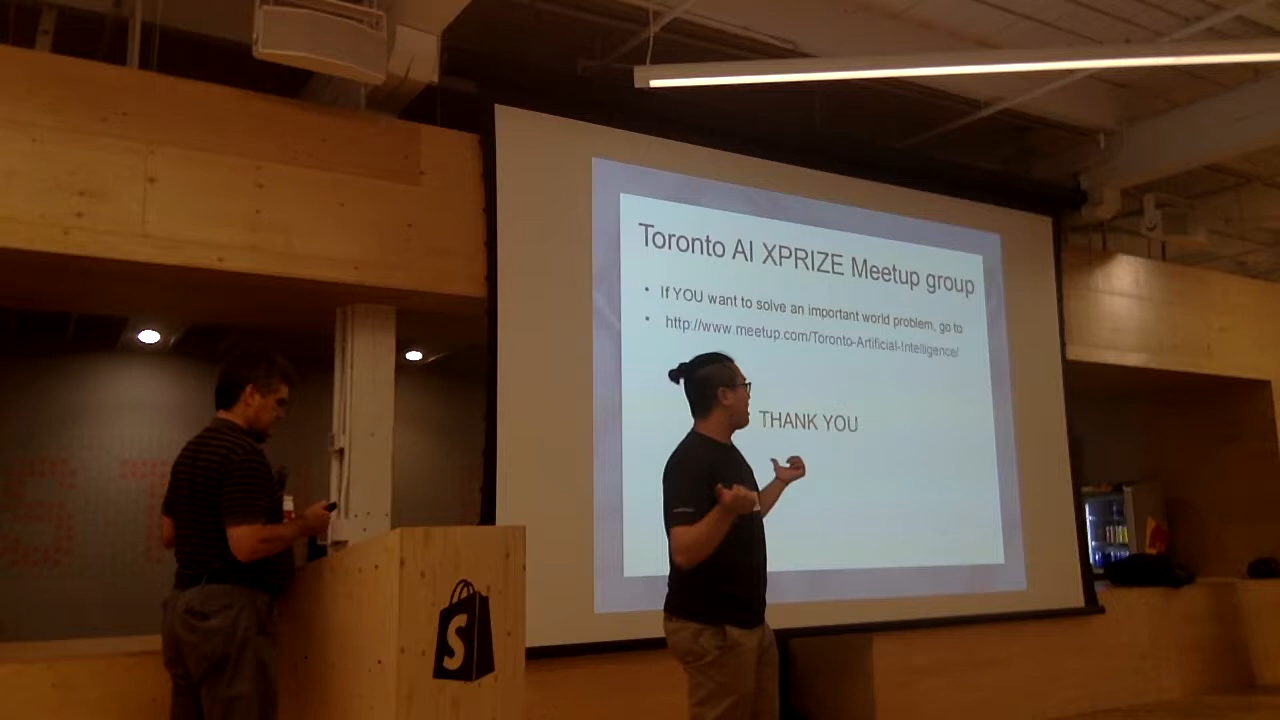 Toronto AI XPRIZE Meetup group
• If YOU want to solve an important world problem, go to
• http://www.meetup.com/Toronto-Artificial-Intelligence/
THANK YOU
S